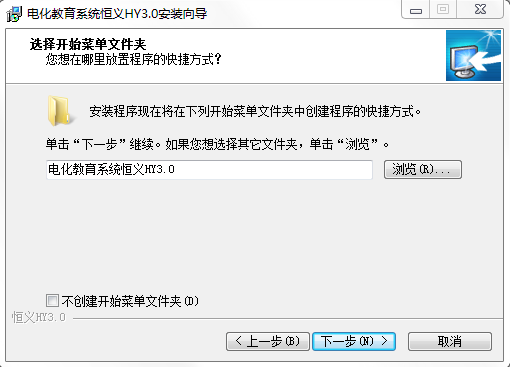 电化教育系统恒义HY3.0安装向导
选择开始菜单文件夹
您想在哪里放置程序的快捷方式?
安装程序现在将在下列开始菜单文件夹中创建程序的快捷方式。
单击“下一步”继续。如果您想选择其它文件夹，单击“浏览”。
电化教育系统恒义HY3.0
浏览(R)...
不创建开始菜单文件夹(D)
恒义HY3.0
< 上一步(B)
下一步(N) >
取消